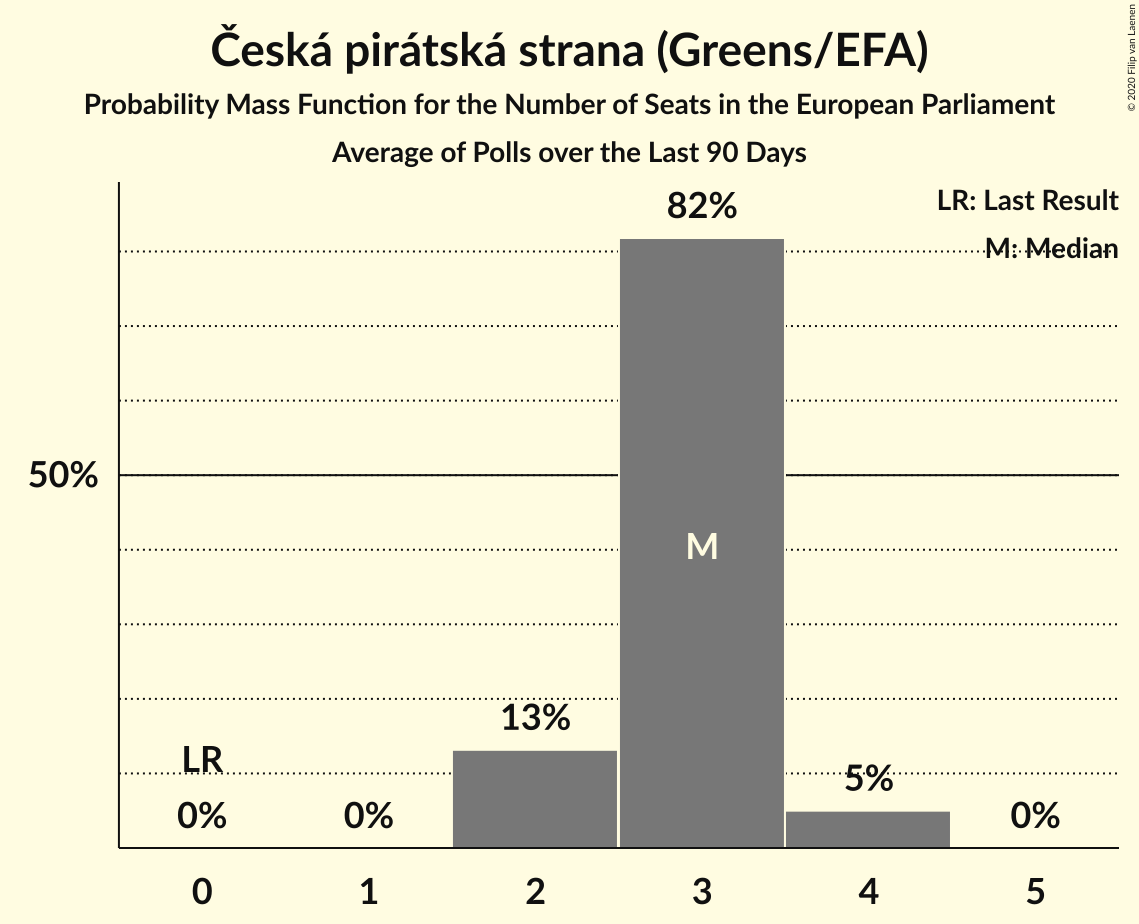 Česká pirátská strana (Greens/EFA)
Probability Mass Function for the Number of Seats in the European Parliament
Average of Polls over the Last 90 Days
© 2020 Filip van Laenen
LR: Last Result
M: Median
82%
50%
M
13%
LR
5%
0%
0%
0%
0
1
2
3
4
5